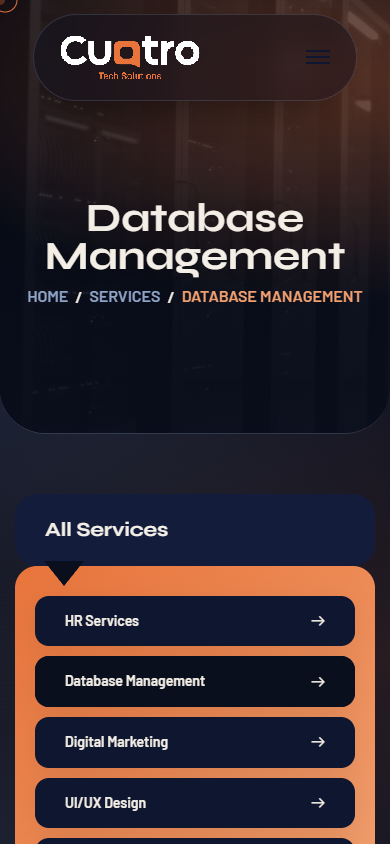 Cuatro
Tech Solutions
Database
Management
HOME / SERVICES / DATABASE MANAGEMENT
All Services
HR Services
Database Management
Digital Marketing
UI/UX Design